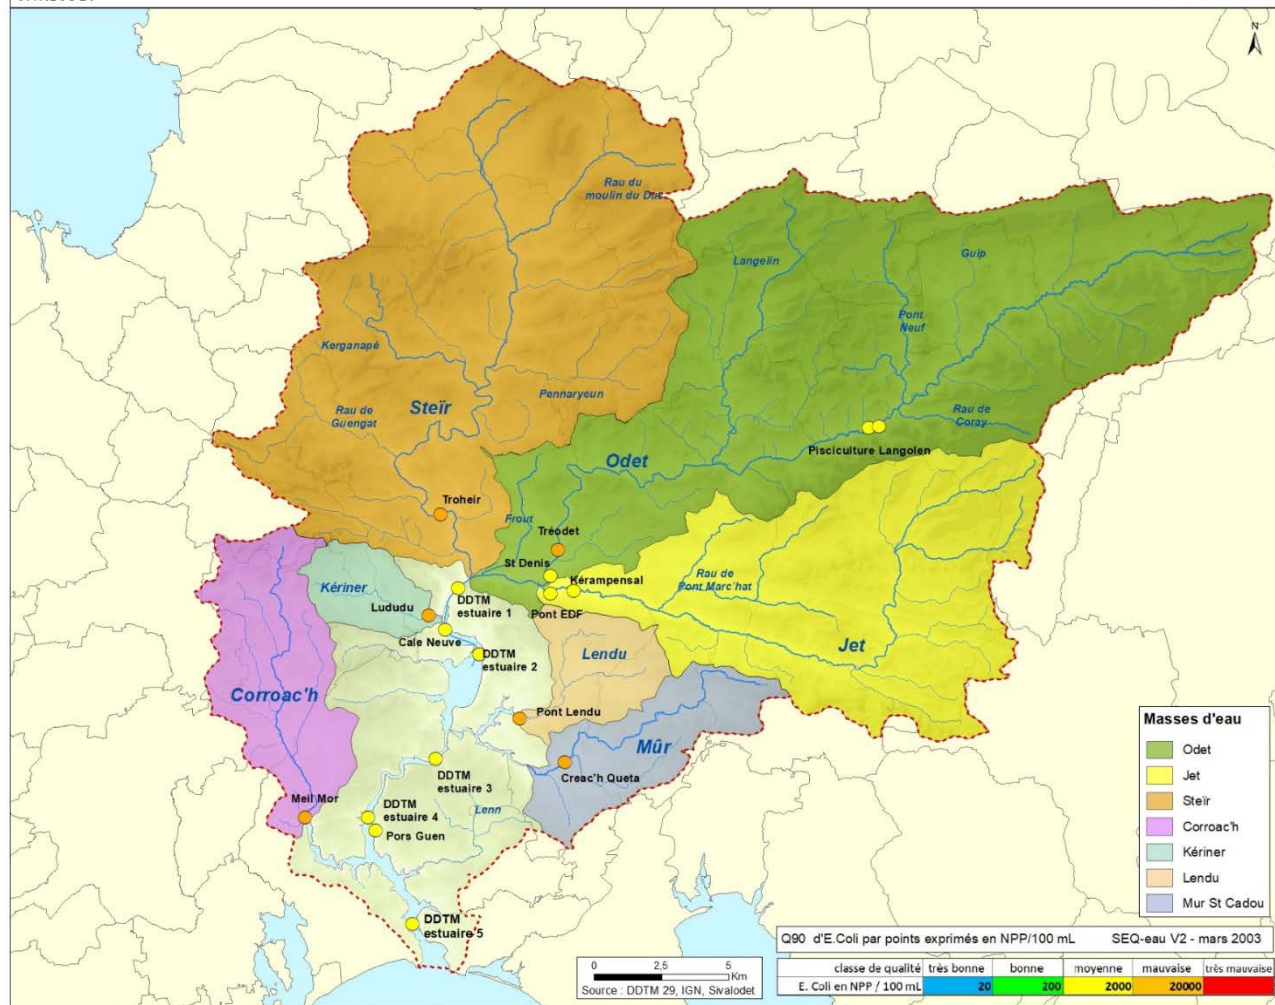 N
Rau du
moulin du Duc
Langelin
Guip
Pont
Neuf
Kerganapé
Steïr
Pennaryeun
Rau de
Guengat
Rau de
Coray
Odet
Pisciculture Langolen
Troheir
Frout
Tréodet
St Denis
Kérampensal
Rau de
Pont Marc'hat
Kériner
Lududu
DDTM
estuaire 1
Pont EDF
Cale Neuve
DDTM
estuaire 2
Lendu
Jet
Corroac'h
Pont Lendu
Mûr
Creac'h Queta
DDTM
estuaire 3
Meil Mor
DDTM
estuaire 4
Lenn
Pors Guen
DDTM
estuaire 5
Masses d'eau
Odet
Jet
Steïr
Corroac'h
Kériner
Lendu
Mur St Cadou
0 2,5 5
Km
Source : DDTM 29, IGN, Sivalodet
Q90 d'E.Coli par points exprimés en NPP/100 mL SEQ-eau V2 - mars 2003
classe de qualité très bonne bonne moyenne mauvaise très mauvaise
E. Coli en NPP / 100 mL 20 200 2000 20000